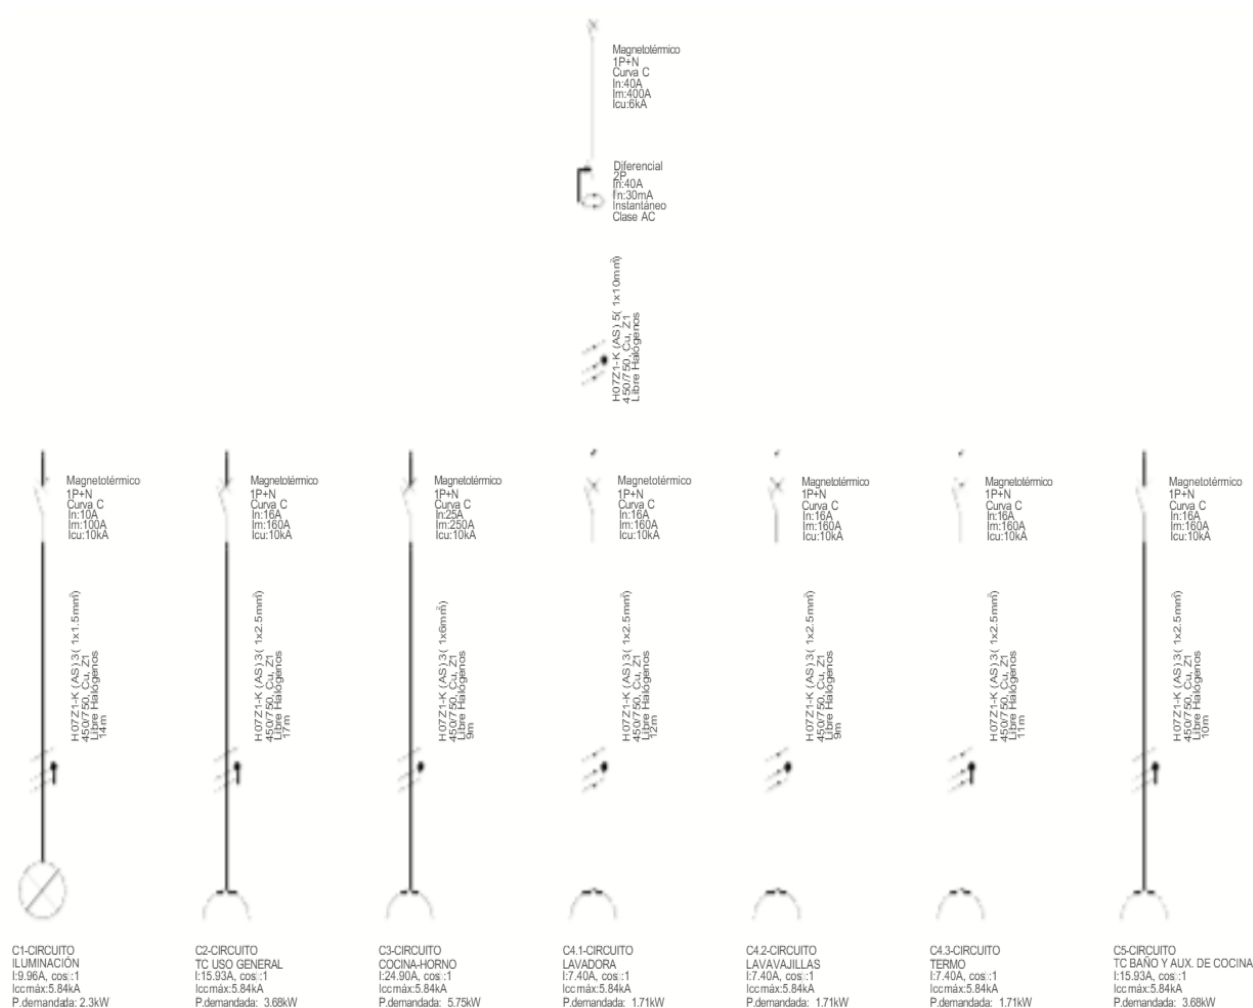 Magnetotérmico
1P+N
Curva C
In:40A
Im:400A
Icu:6kA
Diferencial
2P
In:40A
fn:30mA
Instantáneo
Clase AC
H07Z1-K (AS) 5( 1x10mm²)
450/750, Cu, Z1
Libre Halógenos
Magnetotérmico
1P+N
Curva C
In:10A
Im:100A
Icu:10kA
Magnetotérmico
1P+N
Curva C
In:16A
Im:160A
Icu:10kA
Magnetotérmico
1P+N
Curva C
In:25A
Im:250A
Icu:10kA
Magnetotérmico
1P+N
Curva C
In:16A
Im:160A
Icu:10kA
Magnetotérmico
1P+N
Curva C
In:16A
Im:160A
Icu:10kA
Magnetotérmico
1P+N
Curva C
In:16A
Im:160A
Icu:10kA
Magnetotérmico
1P+N
Curva C
In:16A
Im:160A
Icu:10kA
H07Z1-K (AS) 3( 1x1.5mm²)
450/750, Cu, Z1
Libre Halógenos
14m
H07Z1-K (AS) 3( 1x2.5mm²)
450/750, Cu, Z1
Libre Halógenos
17m
H07Z1-K (AS) 3( 1x6mm²)
450/750, Cu, Z1
Libre Halógenos
9m
H07Z1-K (AS) 3( 1x2.5mm²)
450/750, Cu, Z1
Libre Halógenos
12m
H07Z1-K (AS) 3( 1x2.5mm²)
450/750, Cu, Z1
Libre Halógenos
9m
H07Z1-K (AS) 3( 1x2.5mm²)
450/750, Cu, Z1
Libre Halógenos
11m
H07Z1-K (AS) 3( 1x2.5mm²)
450/750, Cu, Z1
Libre Halógenos
10m
C1-CIRCUITO
ILUMINACIÓN
I:9.96A, cos :1
Iccmáx:5.84kA
P.demandada: 2.3kW
C2-CIRCUITO
TC USO GENERAL
I:15.93A, cos :1
Iccmáx:5.84kA
P.demandada: 3.68kW
C3-CIRCUITO
COCINA-HORNO
I:24.90A, cos :1
Iccmáx:5.84kA
P.demandada: 5.75kW
C4.1-CIRCUITO
LAVADORA
I:7.40A, cos :1
Iccmáx:5.84kA
P.demandada: 1.71kW
C4.2-CIRCUITO
LAVAVAJILLAS
I:7.40A, cos :1
Iccmáx:5.84kA
P.demandada: 1.71kW
C4.3-CIRCUITO
TERMO
I:7.40A, cos :1
Iccmáx:5.84kA
P.demandada: 1.71kW
C5-CIRCUITO
TC BAÑO Y AUX. DE COCINA
I:15.93A, cos :1
Iccmáx:5.84kA
P.demandada: 3.68kW